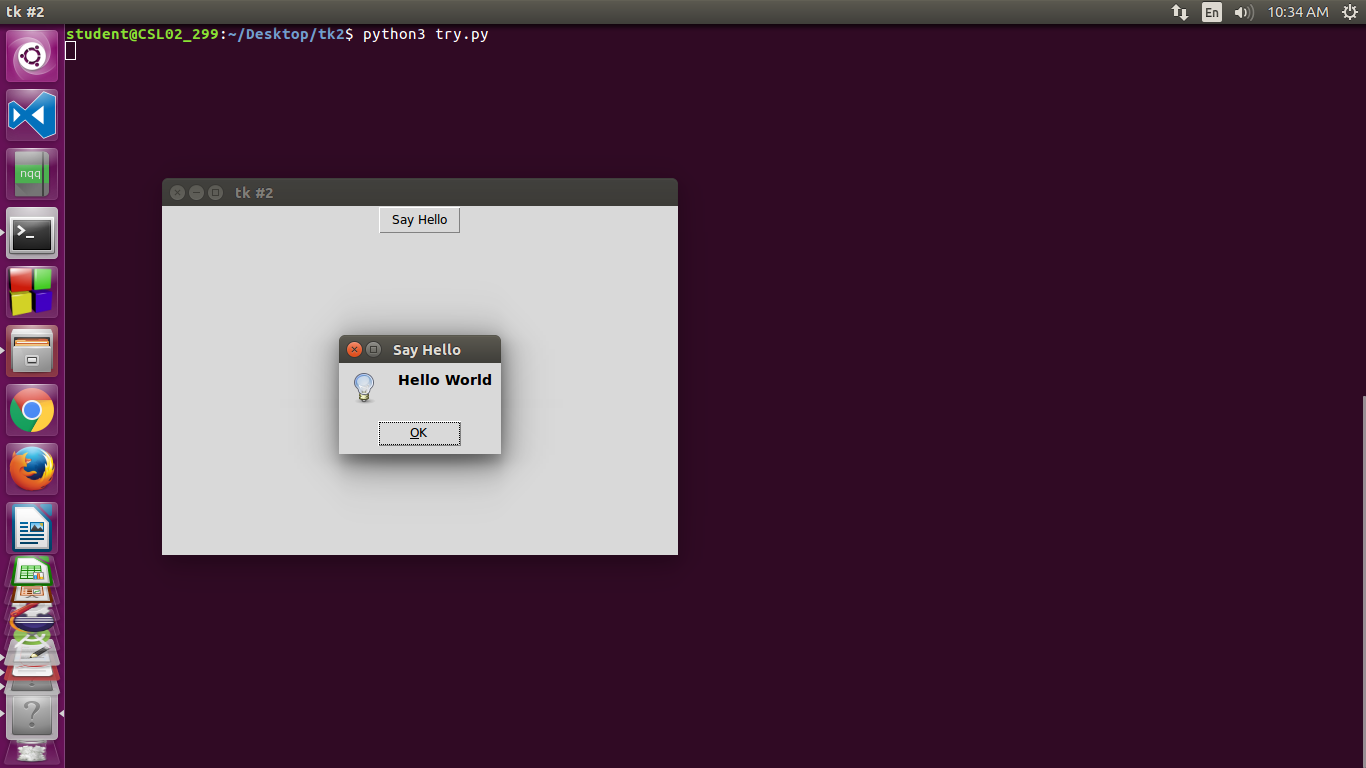 tk #2
En
10:34 AM
student@CSL02_299:~/Desktop/tk2$ python3 try.py
nqq
>_
tk #2
Say Hello
Say Hello
Hello World
OK
?